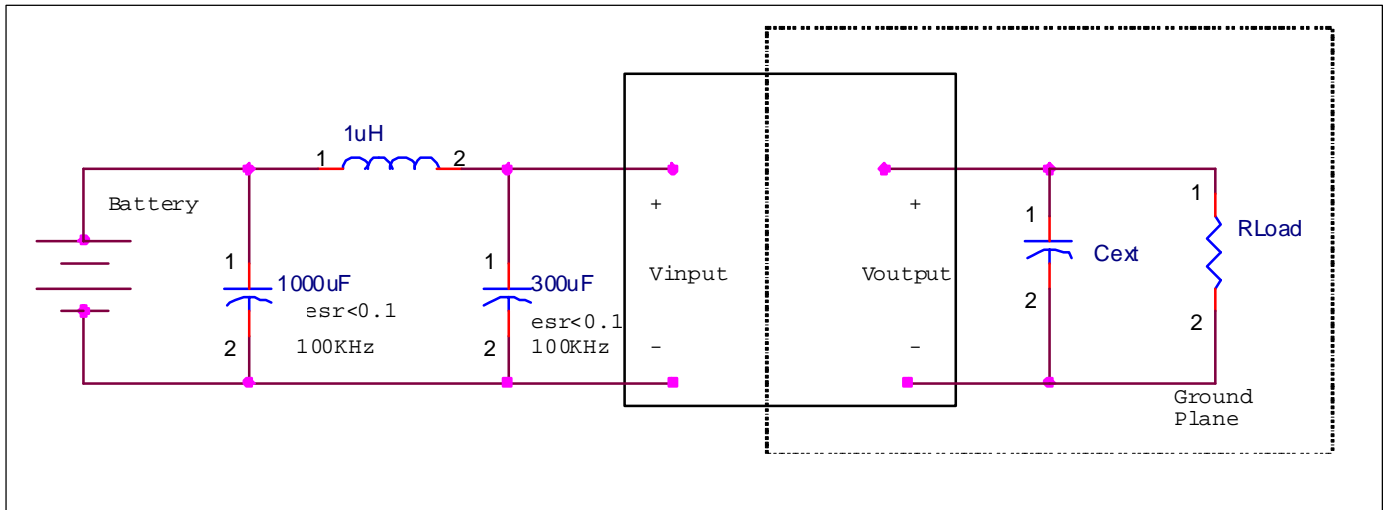 1uH
1
2
Battery
1
1000uF
esr<0.1
2
100KHz
1
300uF
esr<0.1
2
100KHz
+
Vinput
-
+
Voutput
-
1
Cext
2
1
RLoad
2
Ground
Plane